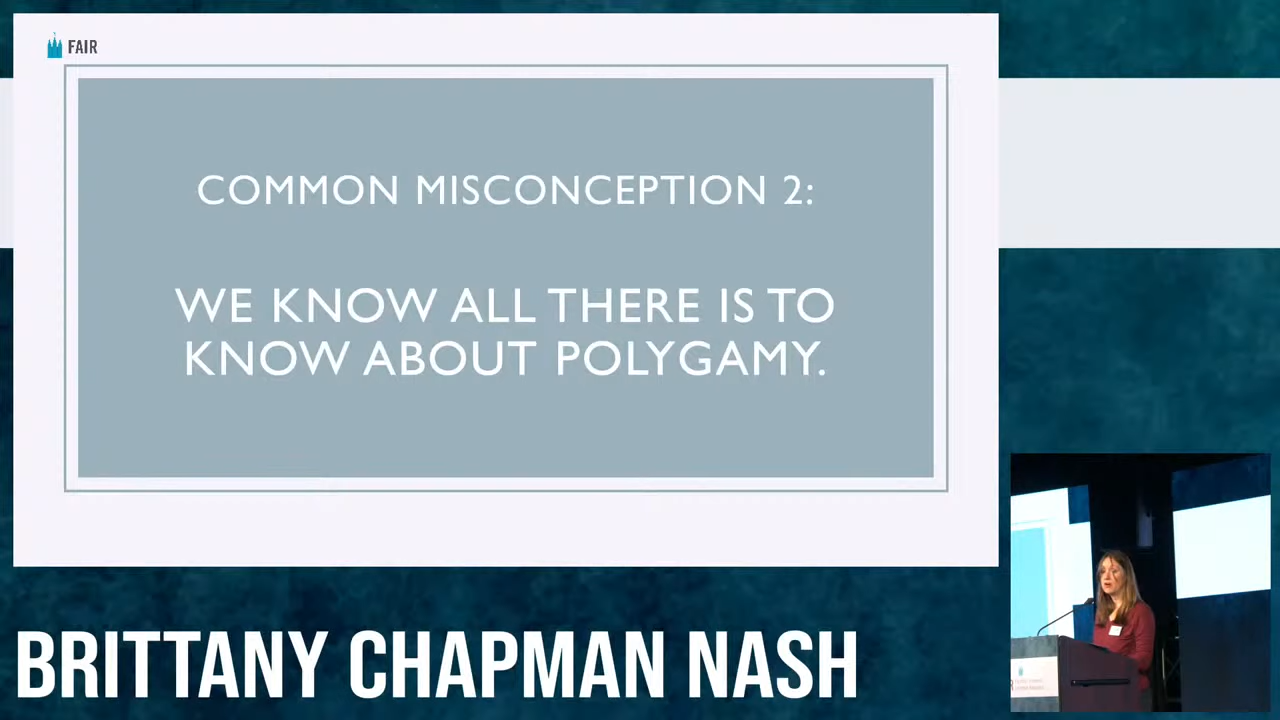 FAIR
COMMON MISCONCEPTION 2:
WE KNOW ALL THERE IS TO
KNOW ABOUT POLYGAMY.
BRITTANY CHAPMAN NASH